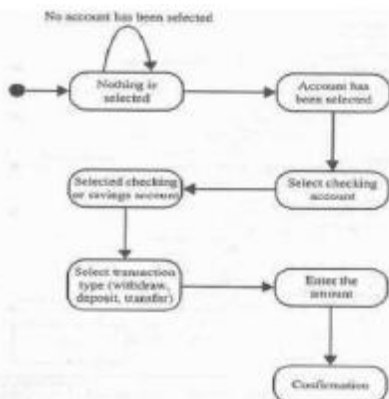 No account has been selected
Nothing is
selected
Account has
been selected
Selected checking
or savings account
Select checking
account
Select transaction
type (withdraw,
deposit, transfer)
Enter the
amount
Confirmation